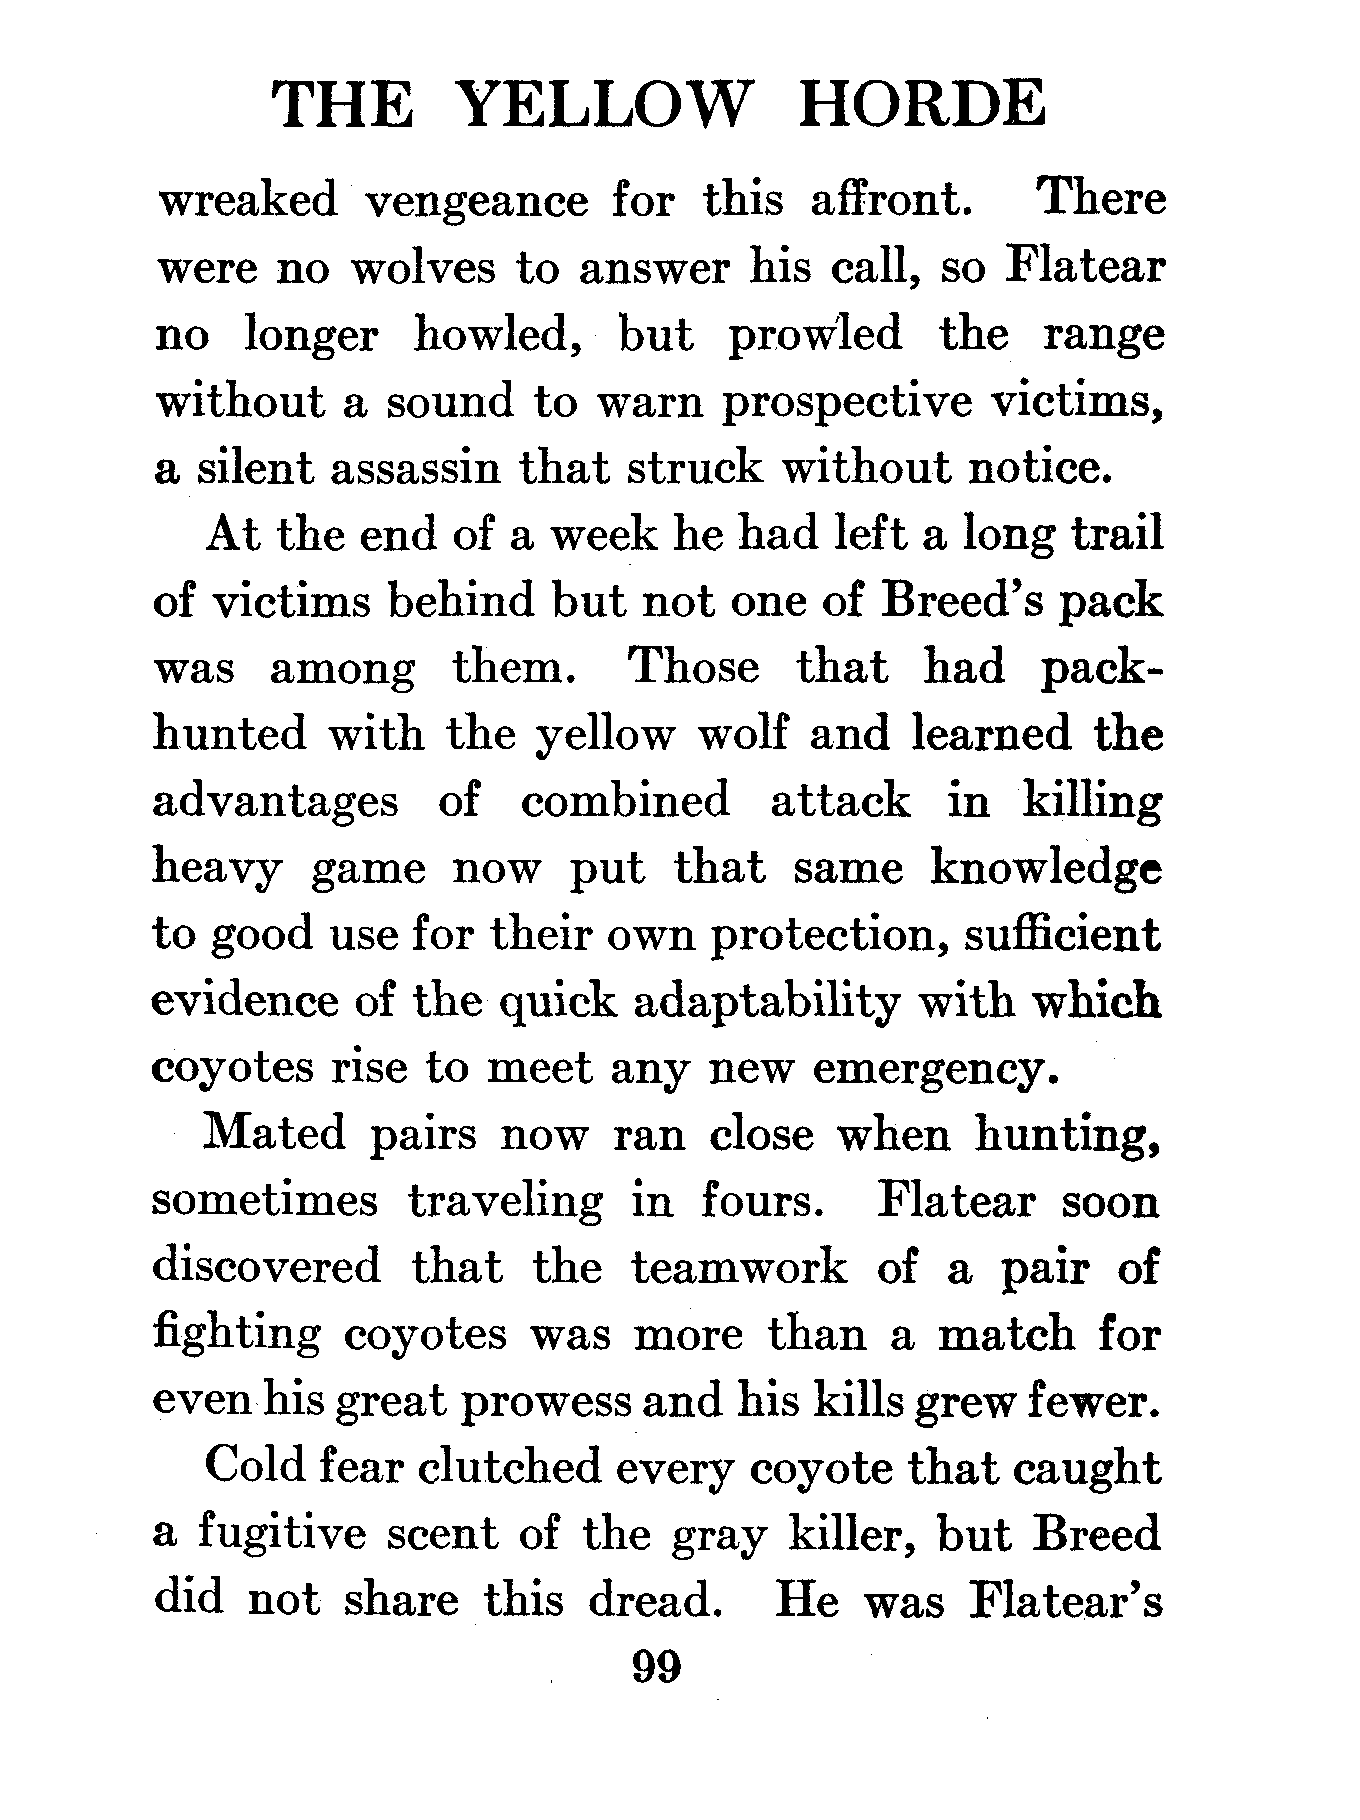 THE YELLOW HORDE
wreaked vengeance for this affront. There
were no wolves to answer his call, so Flatear
no longer howled, but prowled the range
without a sound to warn prospective victims,
a silent assassin that struck without notice.
At the end of a week he had left a long trail
of victims behind but not one of Breed's pack
was among them. Those that had pack-
hunted with the yellow wolf and learned the
advantages of combined attack in killing
heavy game now put that same knowledge
to good use for their own protection, sufficient
evidence of the quick adaptability with which
coyotes rise to meet any new emergency.
Mated pairs now ran close when hunting,
sometimes traveling in fours. Flatear soon
discovered that the teamwork of a pair of
fighting coyotes was more than a match for
even his great prowess and his kills grew fewer.
Cold fear clutched every coyote that caught
a fugitive scent of the gray killer, but Breed
did not share this dread. He was Flatear's
99